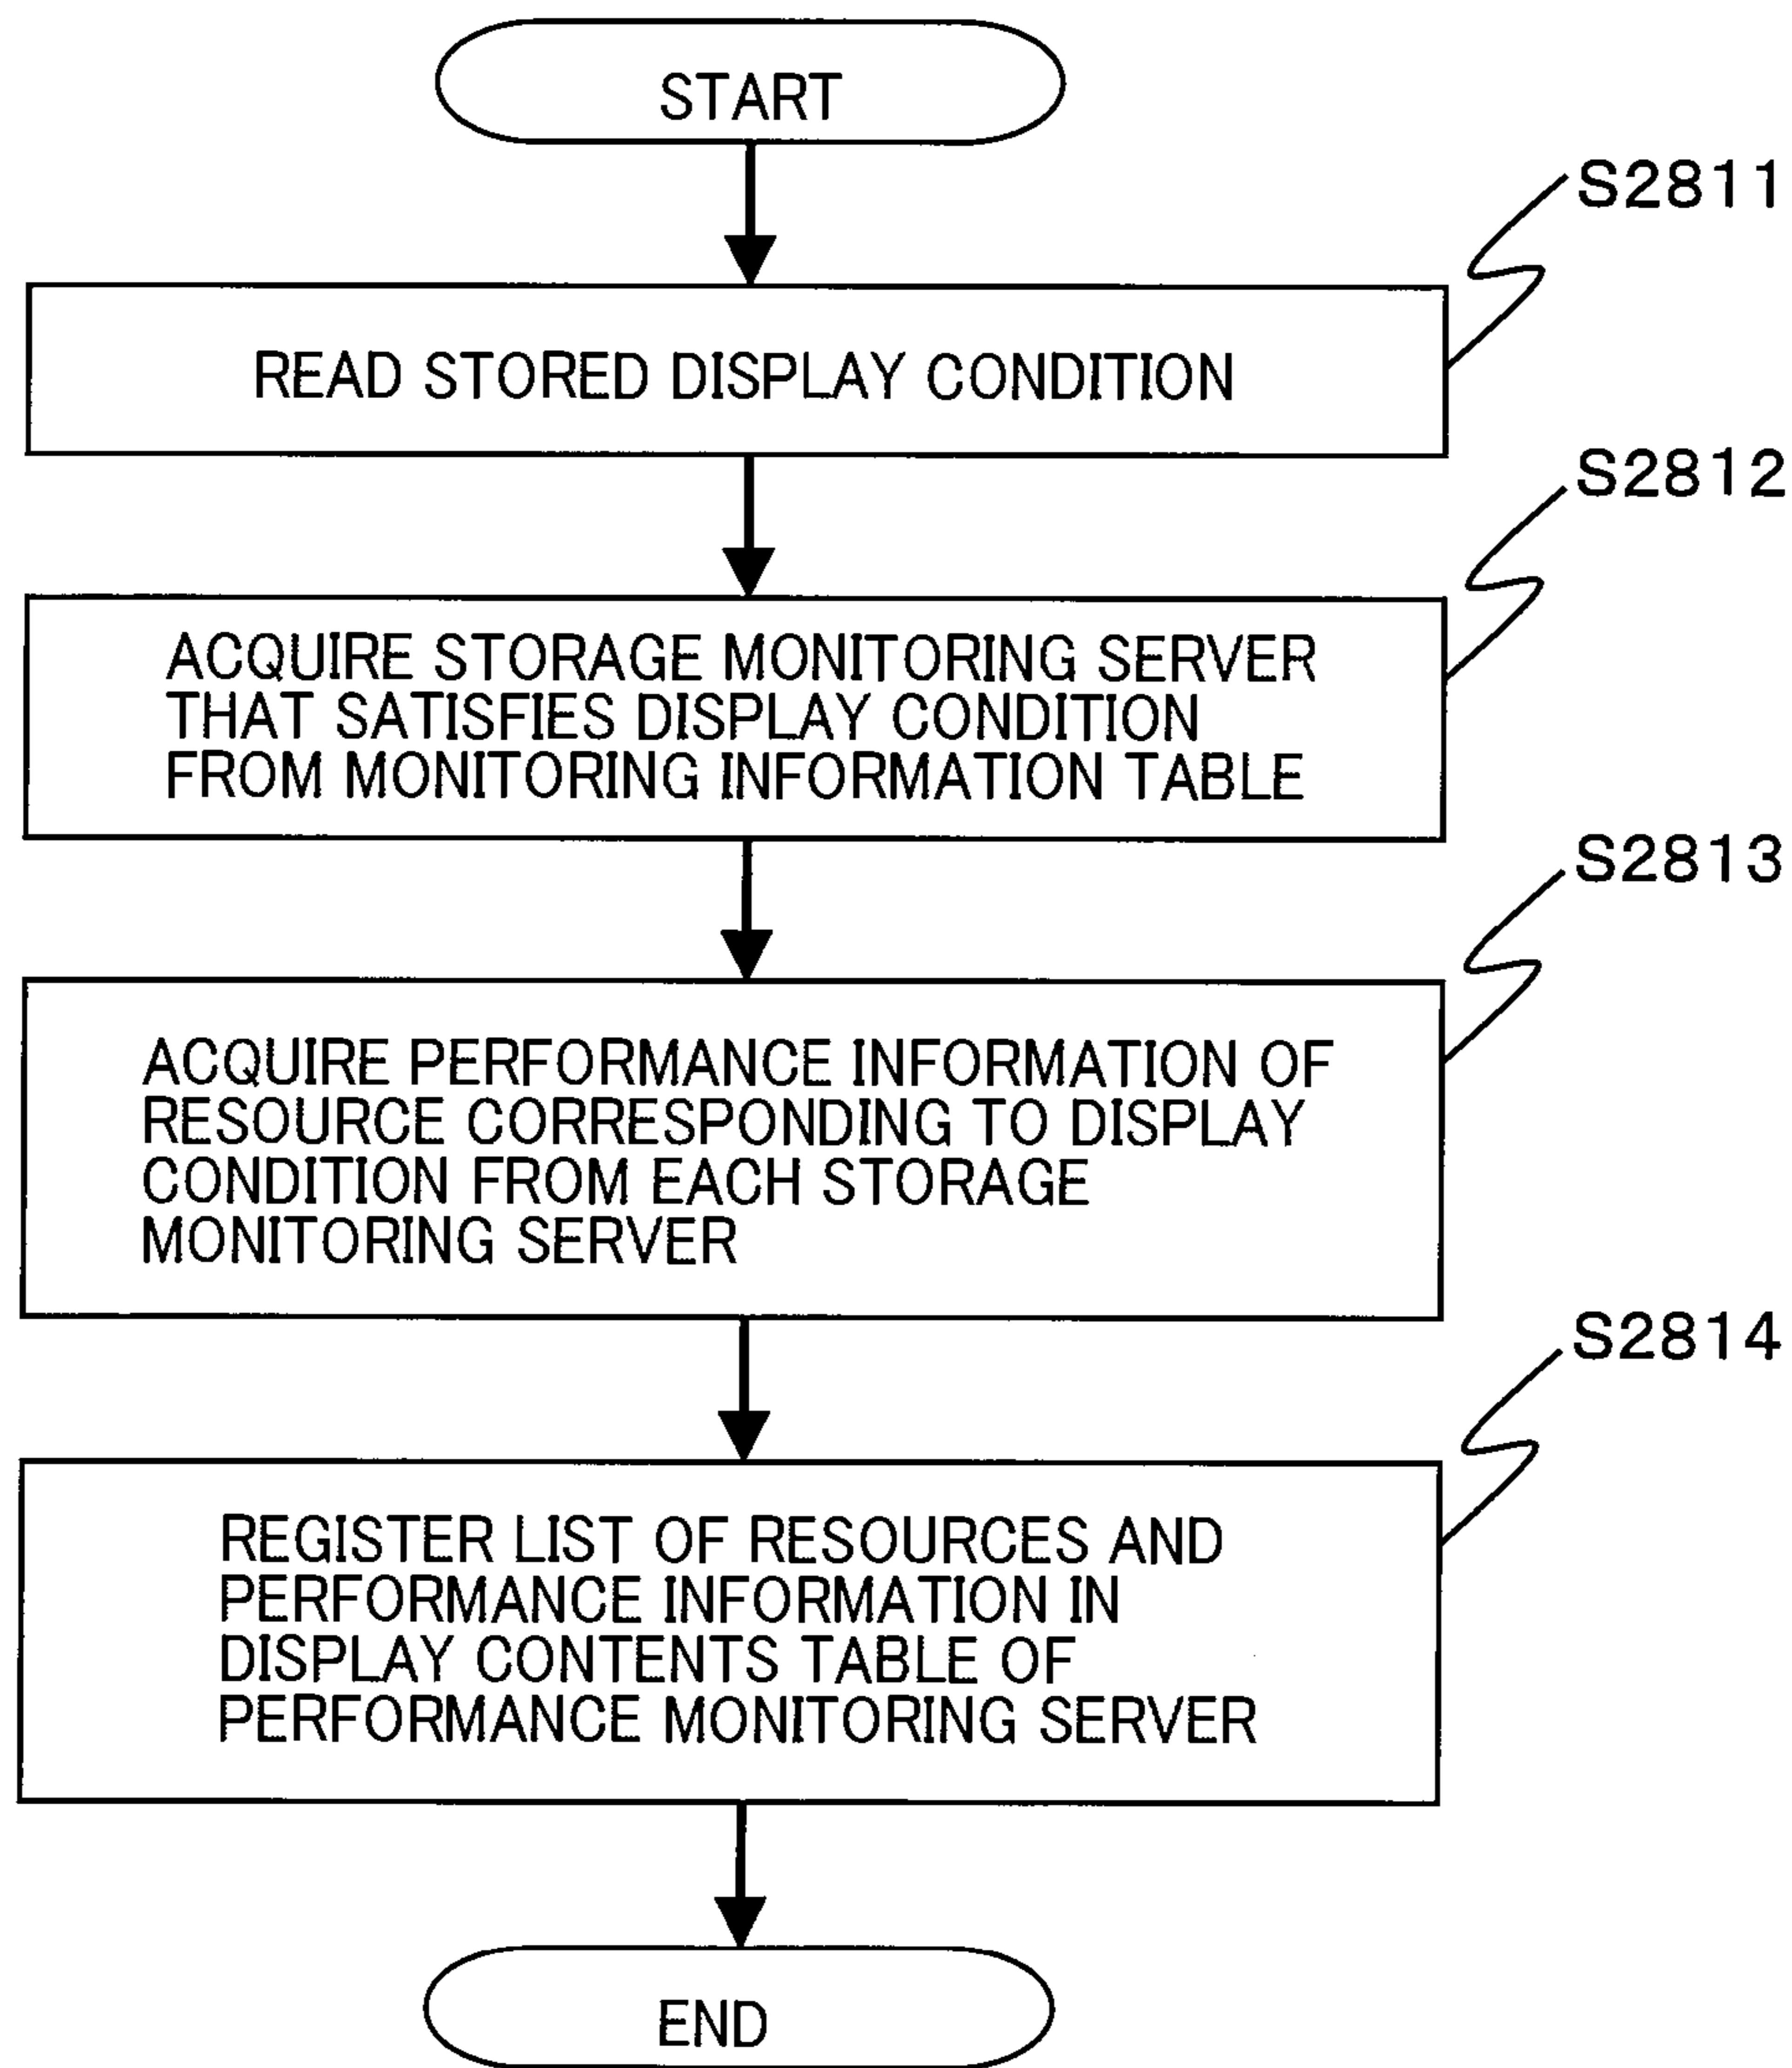 START
S2811
READ STORED DISPLAY CONDITION
S2812
ACQUIRE STORAGE MONITORING SERVER
THAT SATISFIES DISPLAY CONDITION
FROM MONITORING INFORMATION TABLE
S2813
ACQUIRE PERFORMANCE INFORMATION OF
RESOURCE CORRESPONDING TO DISPLAY
CONDITION FROM EACH STORAGE
MONITORING SERVER
S2814
REGISTER LIST OF RESOURCES AND
PERFORMANCE INFORMATION IN
DISPLAY CONTENTS TABLE OF
PERFORMANCE MONITORING SERVER
END